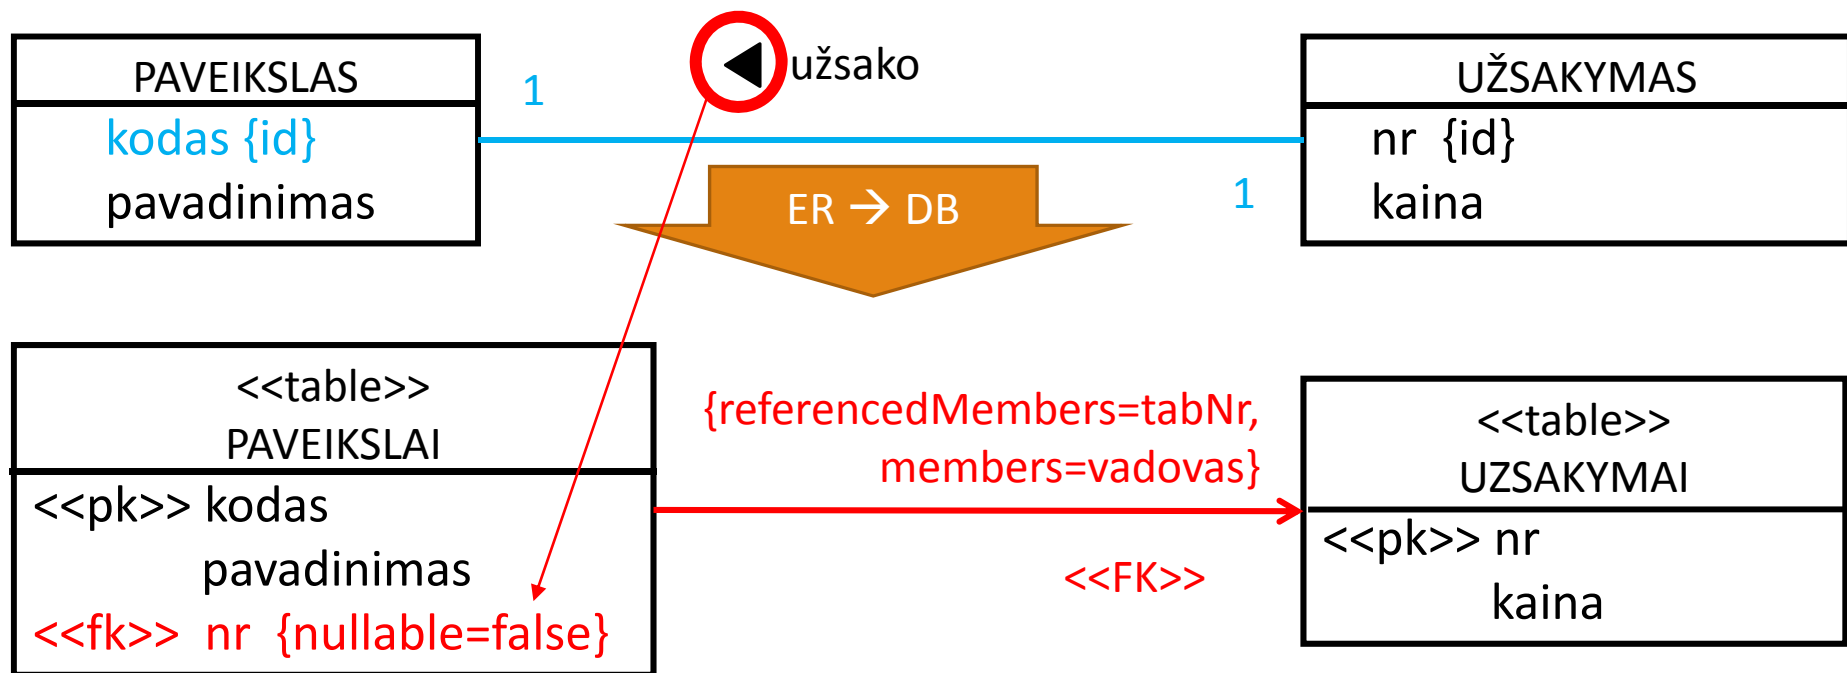 PAVEIKSLAS
kodas {id}
pavadinimas
1
◀ užsako
1
UŽSAKYMAS
nr {id}
kaina
ER → DB
<<table>>
PAVEIKSLAI
<<pk>> kodas
pavadinimas
<<fk>> nr {nullable=false}
{referencedMembers=tabNr,
members=vadovas}
<<FK>>
<<table>>
UZSAKYMAI
<<pk>> nr
kaina